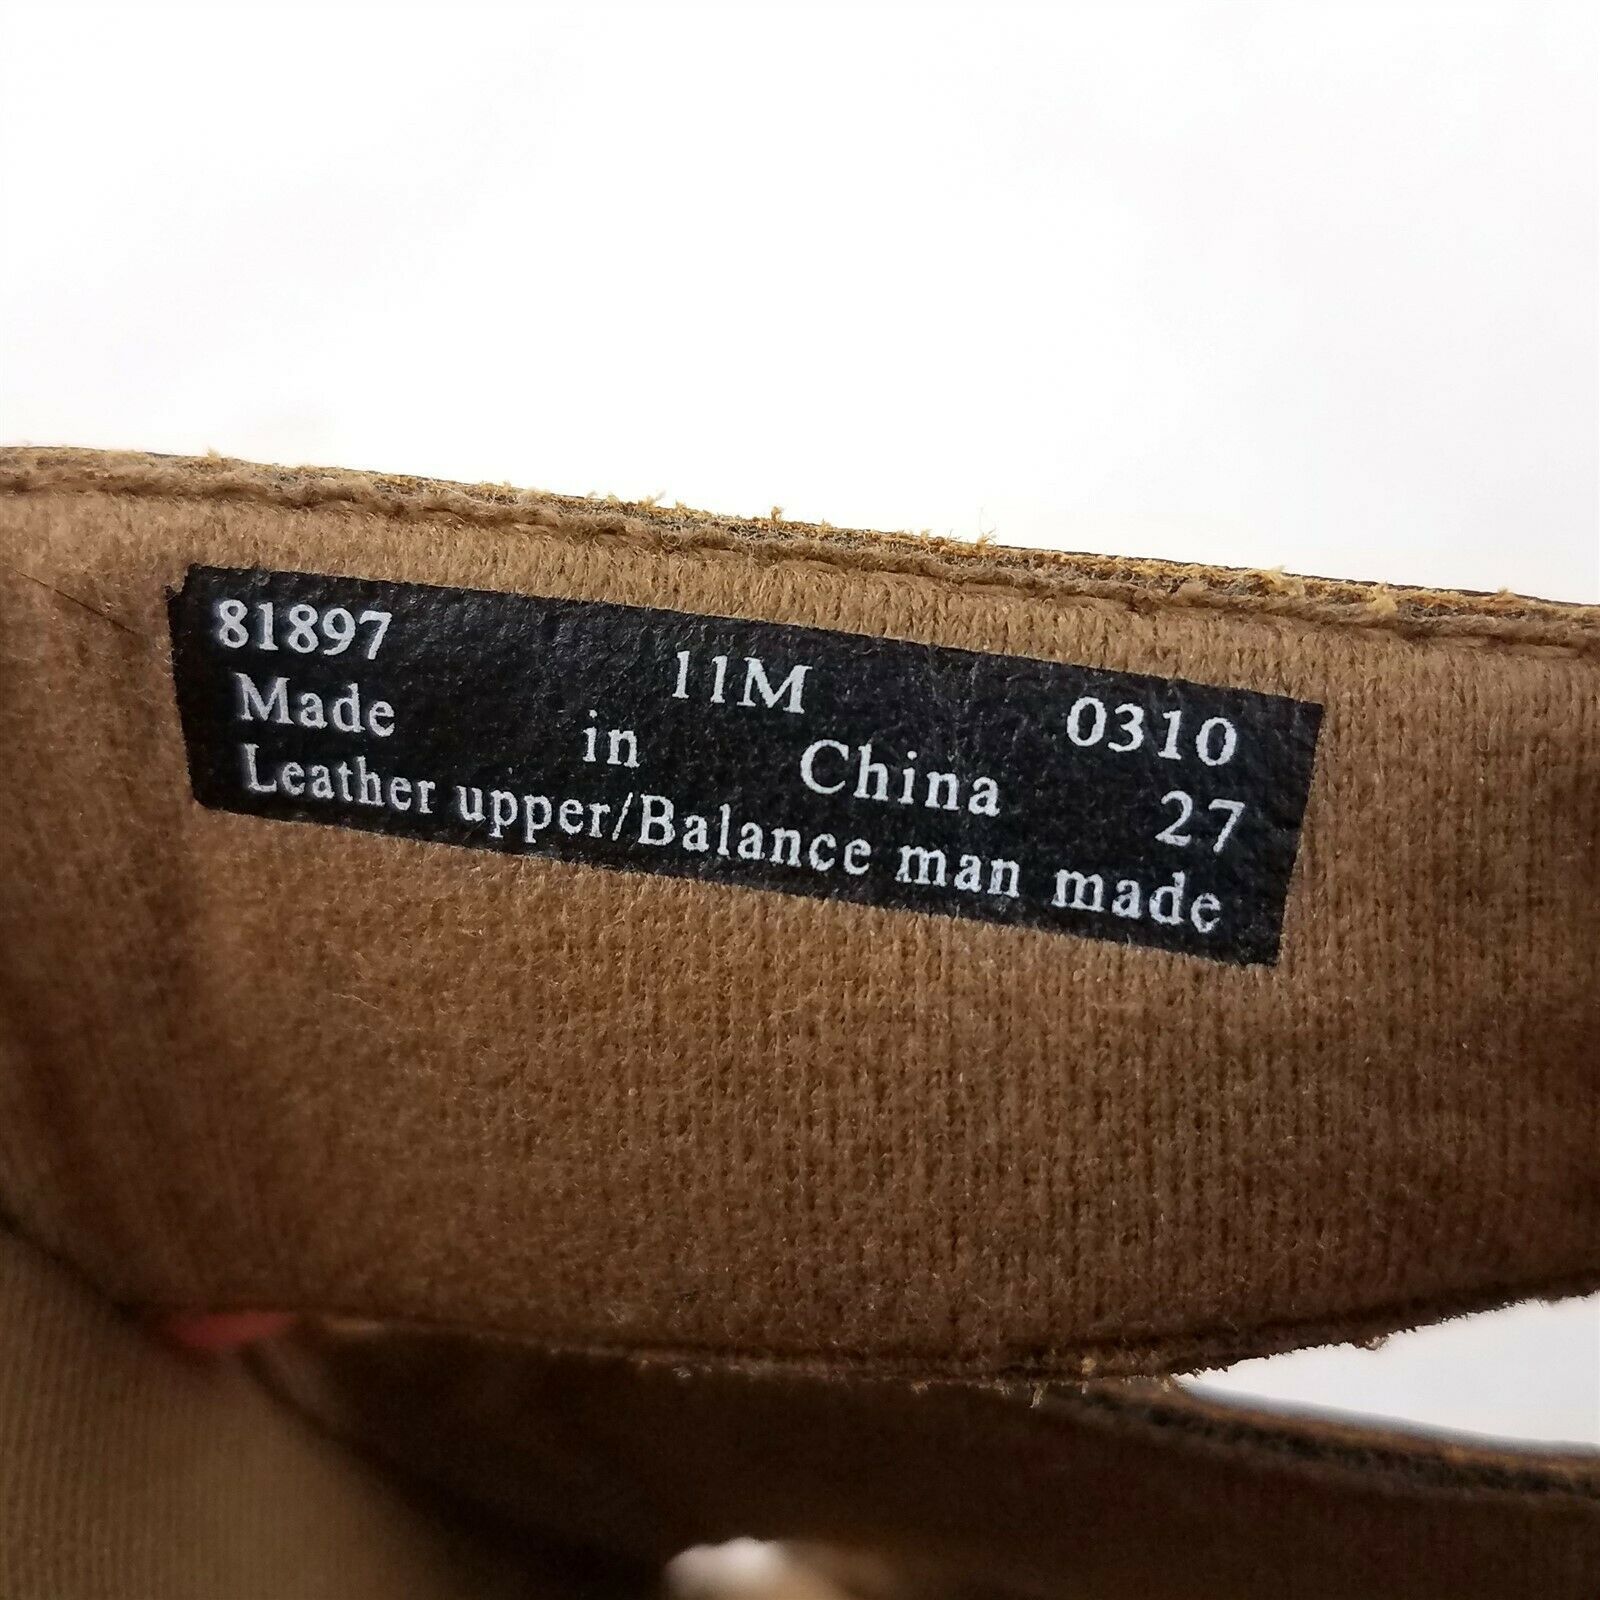 81897 11M 0310
Made in China 27
Leather upper/Balance man made